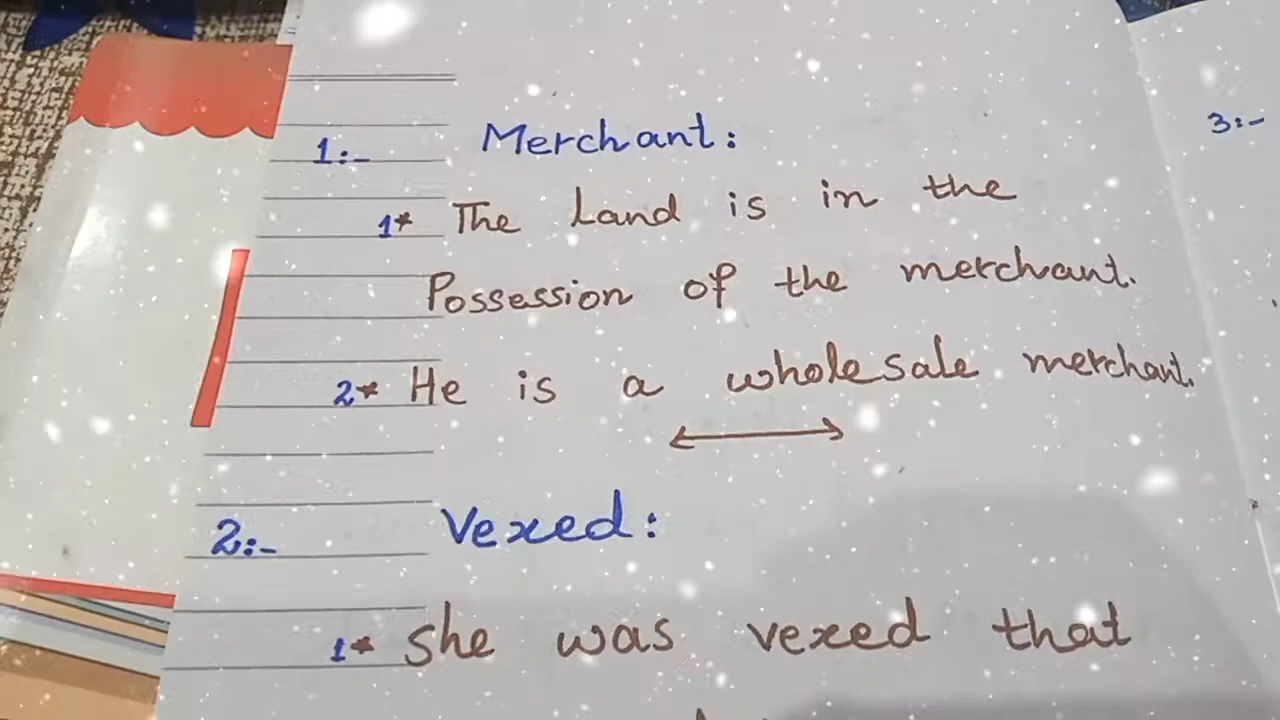 1:- Merchant:
1* The Land is in the
Possession of the merchant.
2* He is a wholesale merchant.
2:- Vexed:
1* She was vexed that
3:-